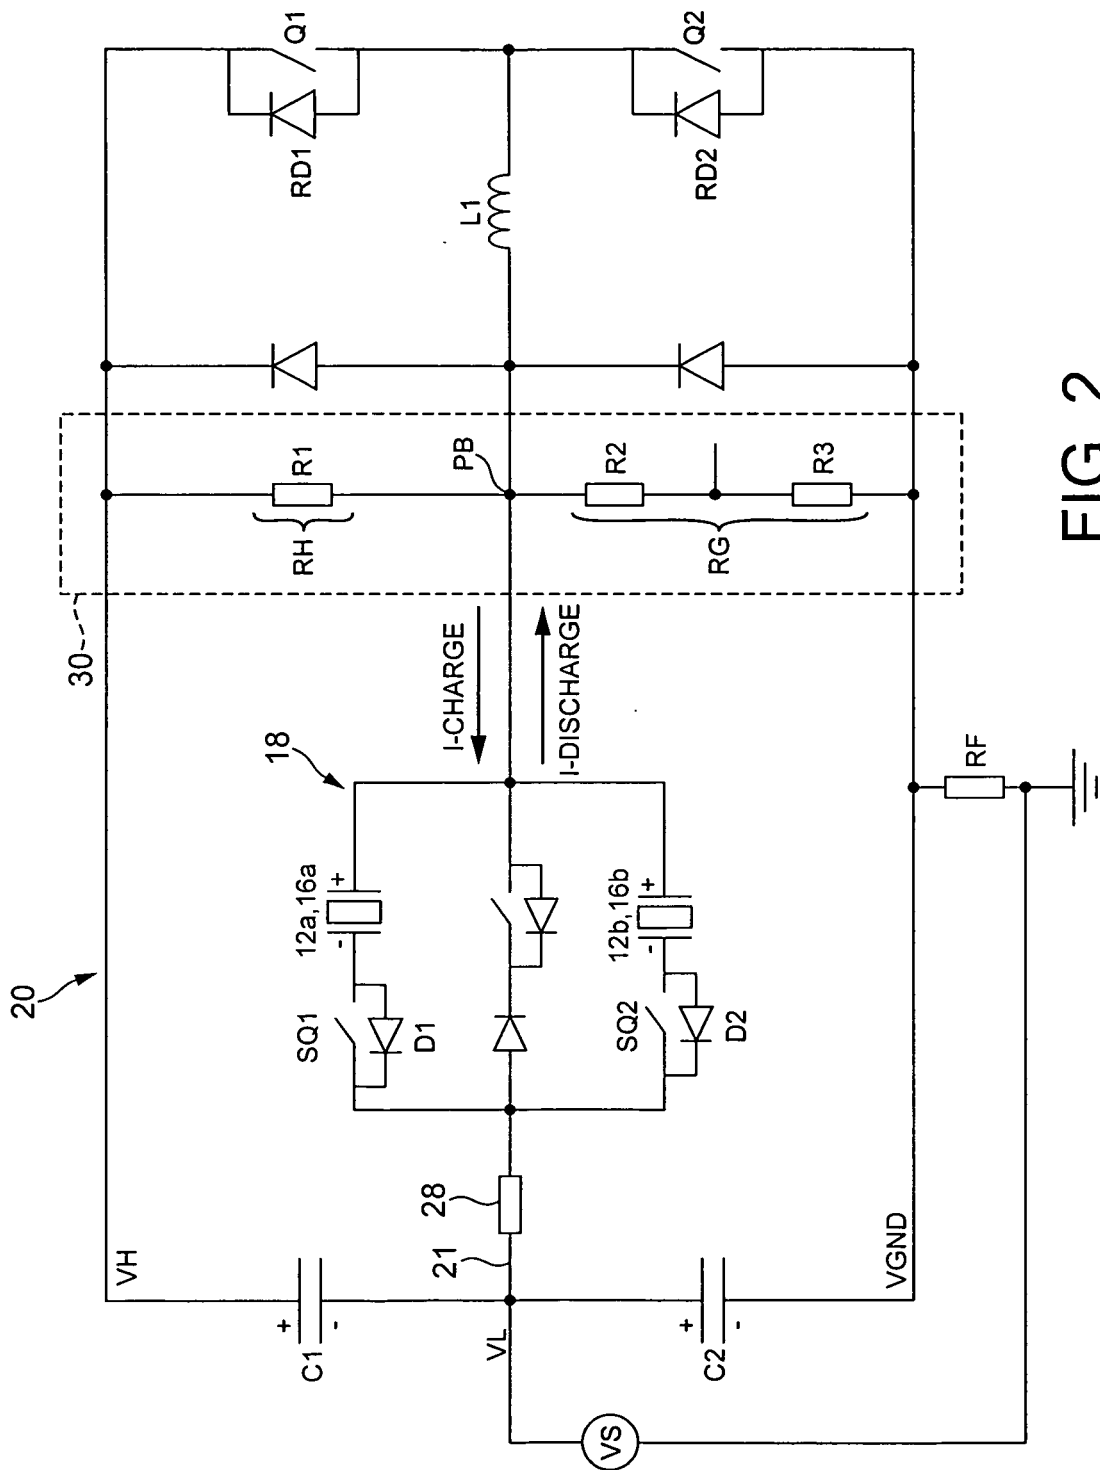 Q1
RD1
Q2
RD2
L1
30
R1
RH
PB
R2
R3
RG
I-CHARGE
I-DISCHARGE
18
20
12a,16a
+
-
SQ1
D1
12b,16b
+
-
SQ2
D2
RF
28
21
VH
VGND
+
-
C1
VL
+
-
C2
VS
FIG. 2